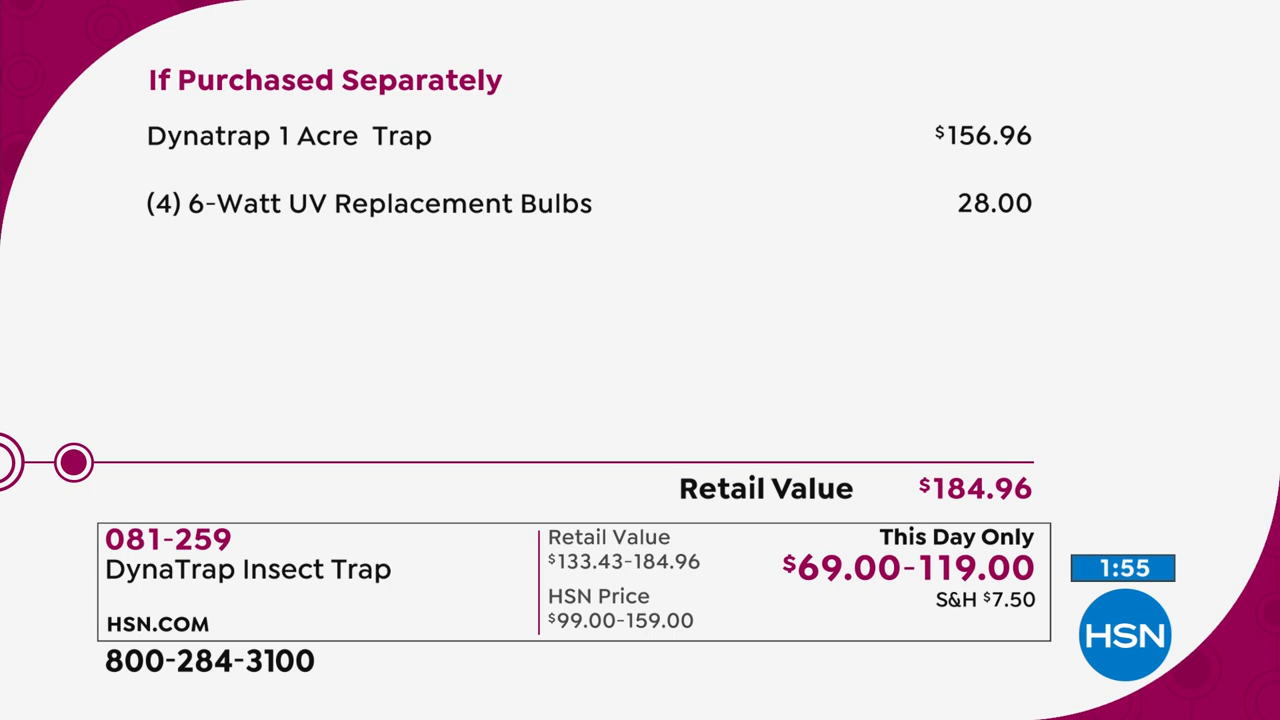 If Purchased Separately
Dynatrap 1 Acre Trap $156.96
(4) 6-Watt UV Replacement Bulbs 28.00
Retail Value $184.96
081-259
DynaTrap Insect Trap
HSN.COM
Retail Value
$133.43-184.96
HSN Price
$99.00-159.00
This Day Only
$69.00-119.00
S&H $7.50
1:55
HSN
800-284-3100